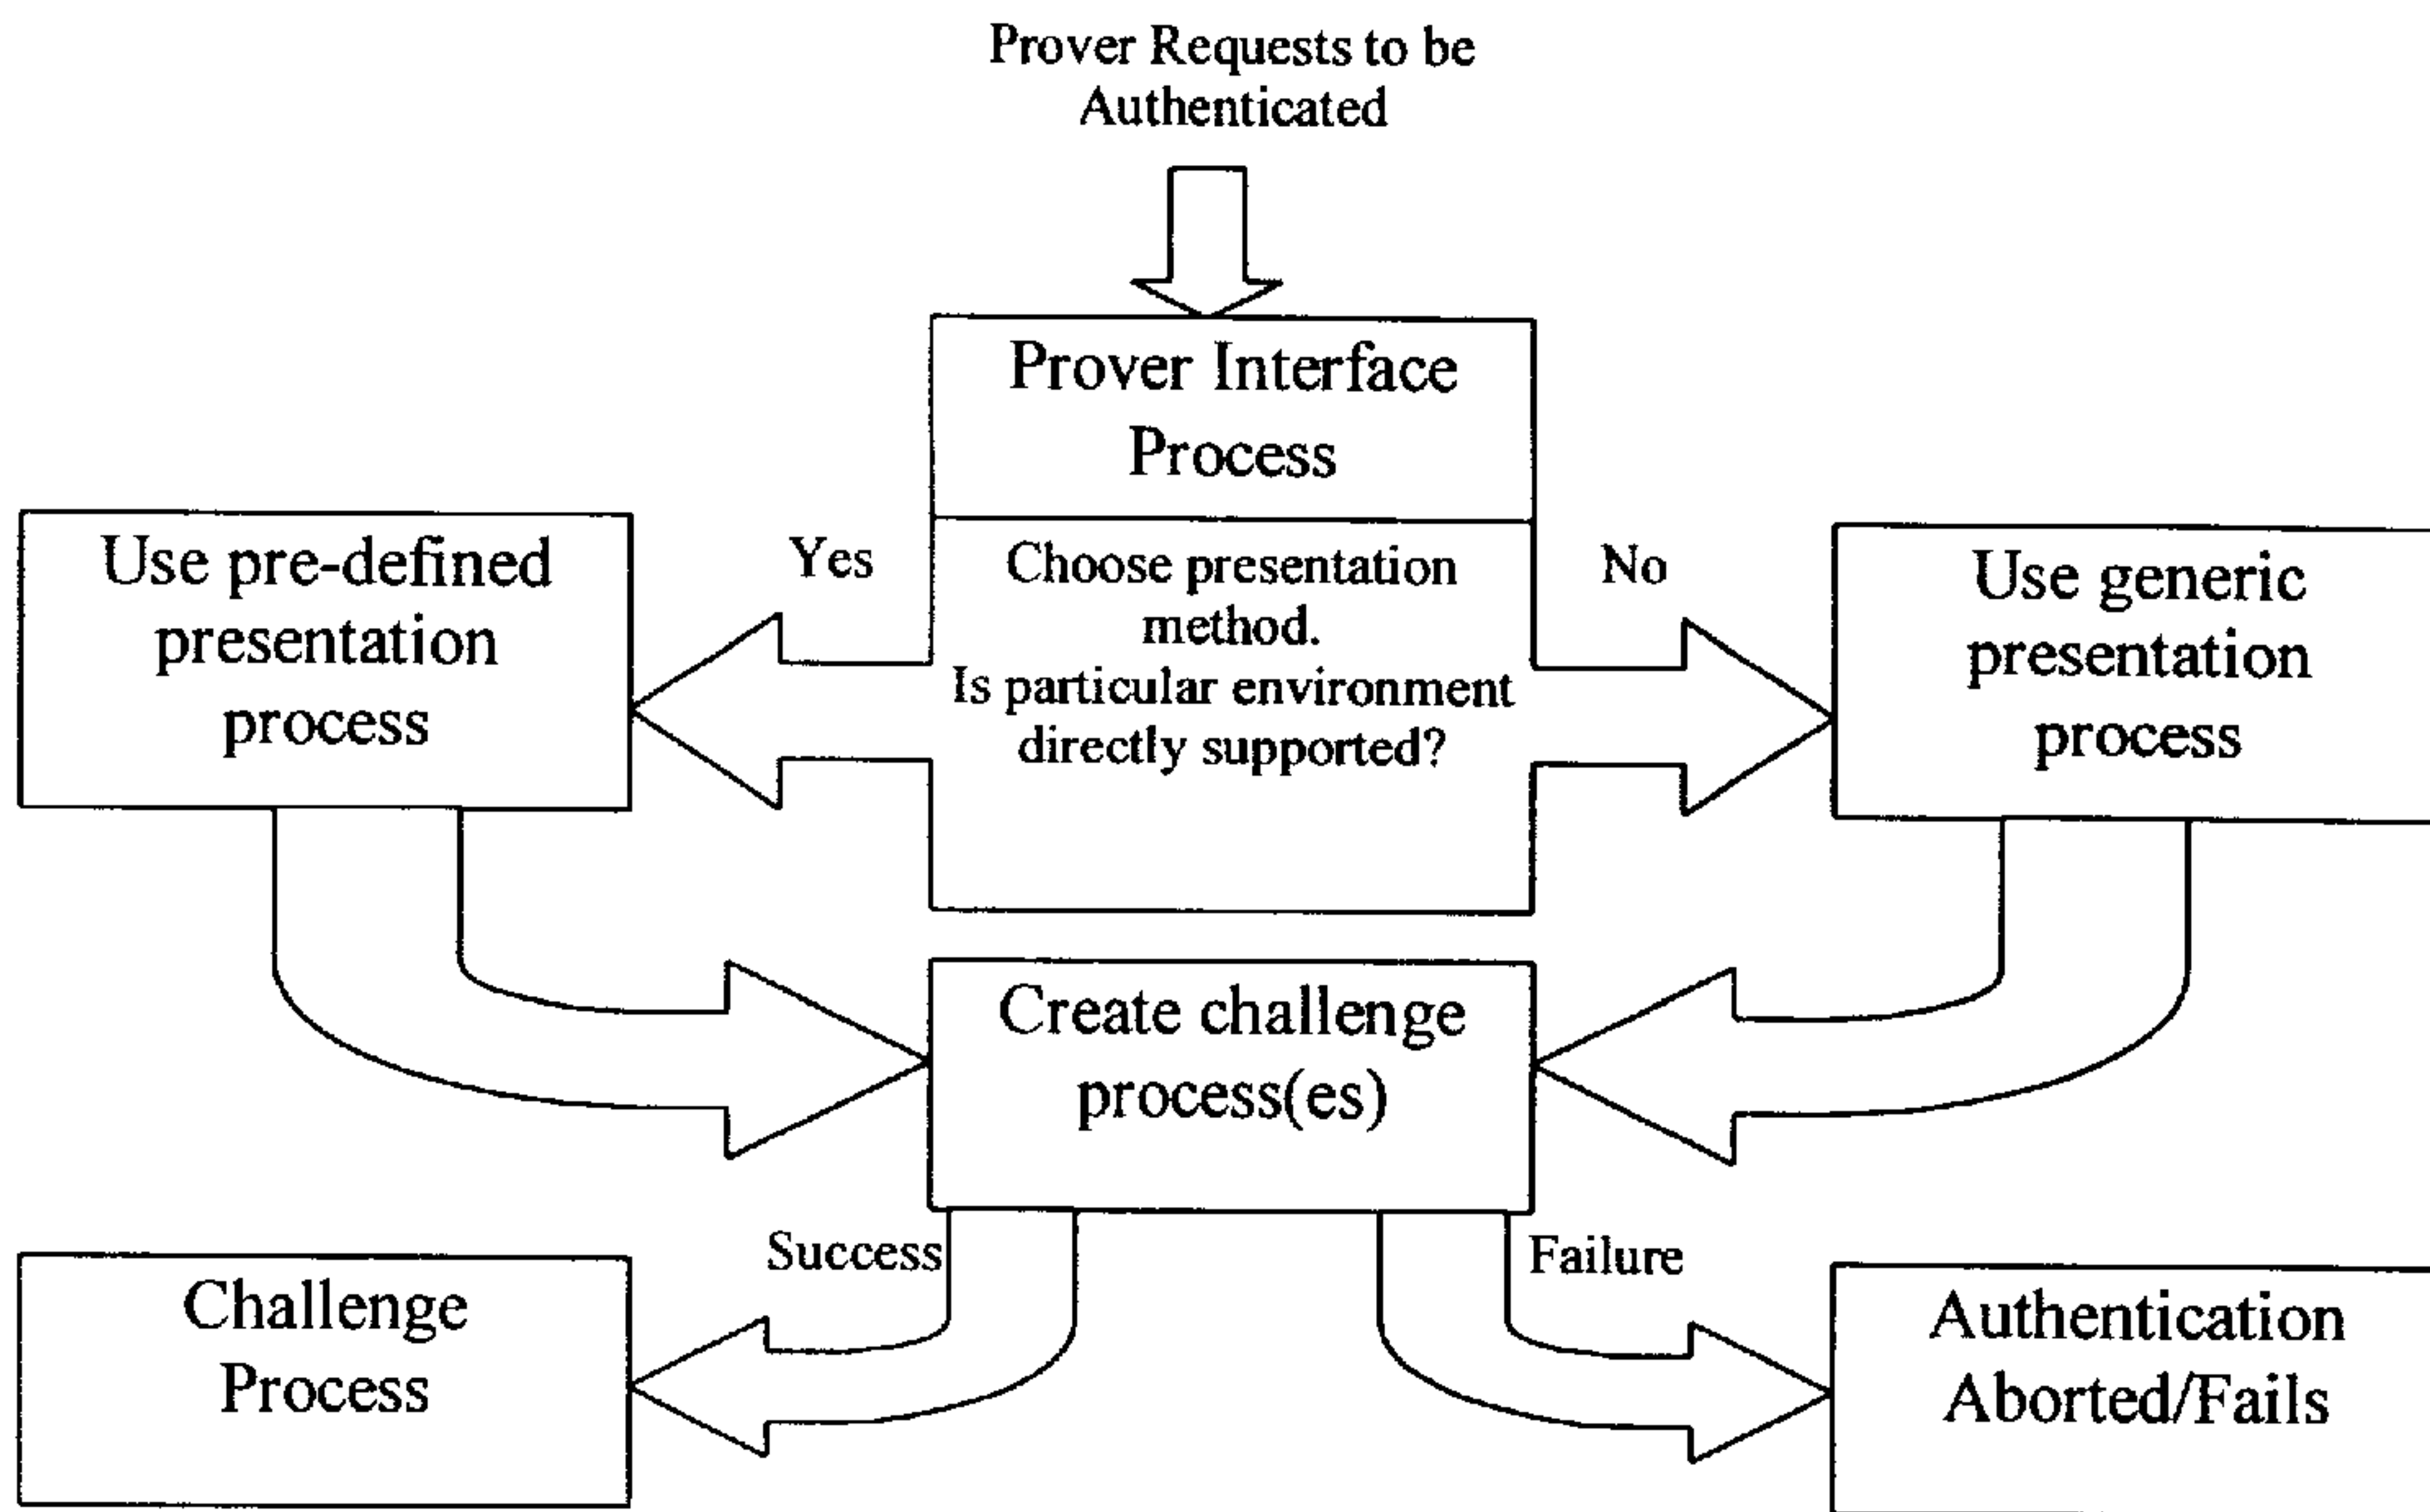 Prover Requests to be
Authenticated
Prover Interface
Process
Yes
Choose presentation
method.
Is particular environment
directly supported?
No
Use pre-defined
presentation
process
Use generic
presentation
process
Create challenge
process(es)
Success
Failure
Challenge
Process
Authentication
Aborted/Fails